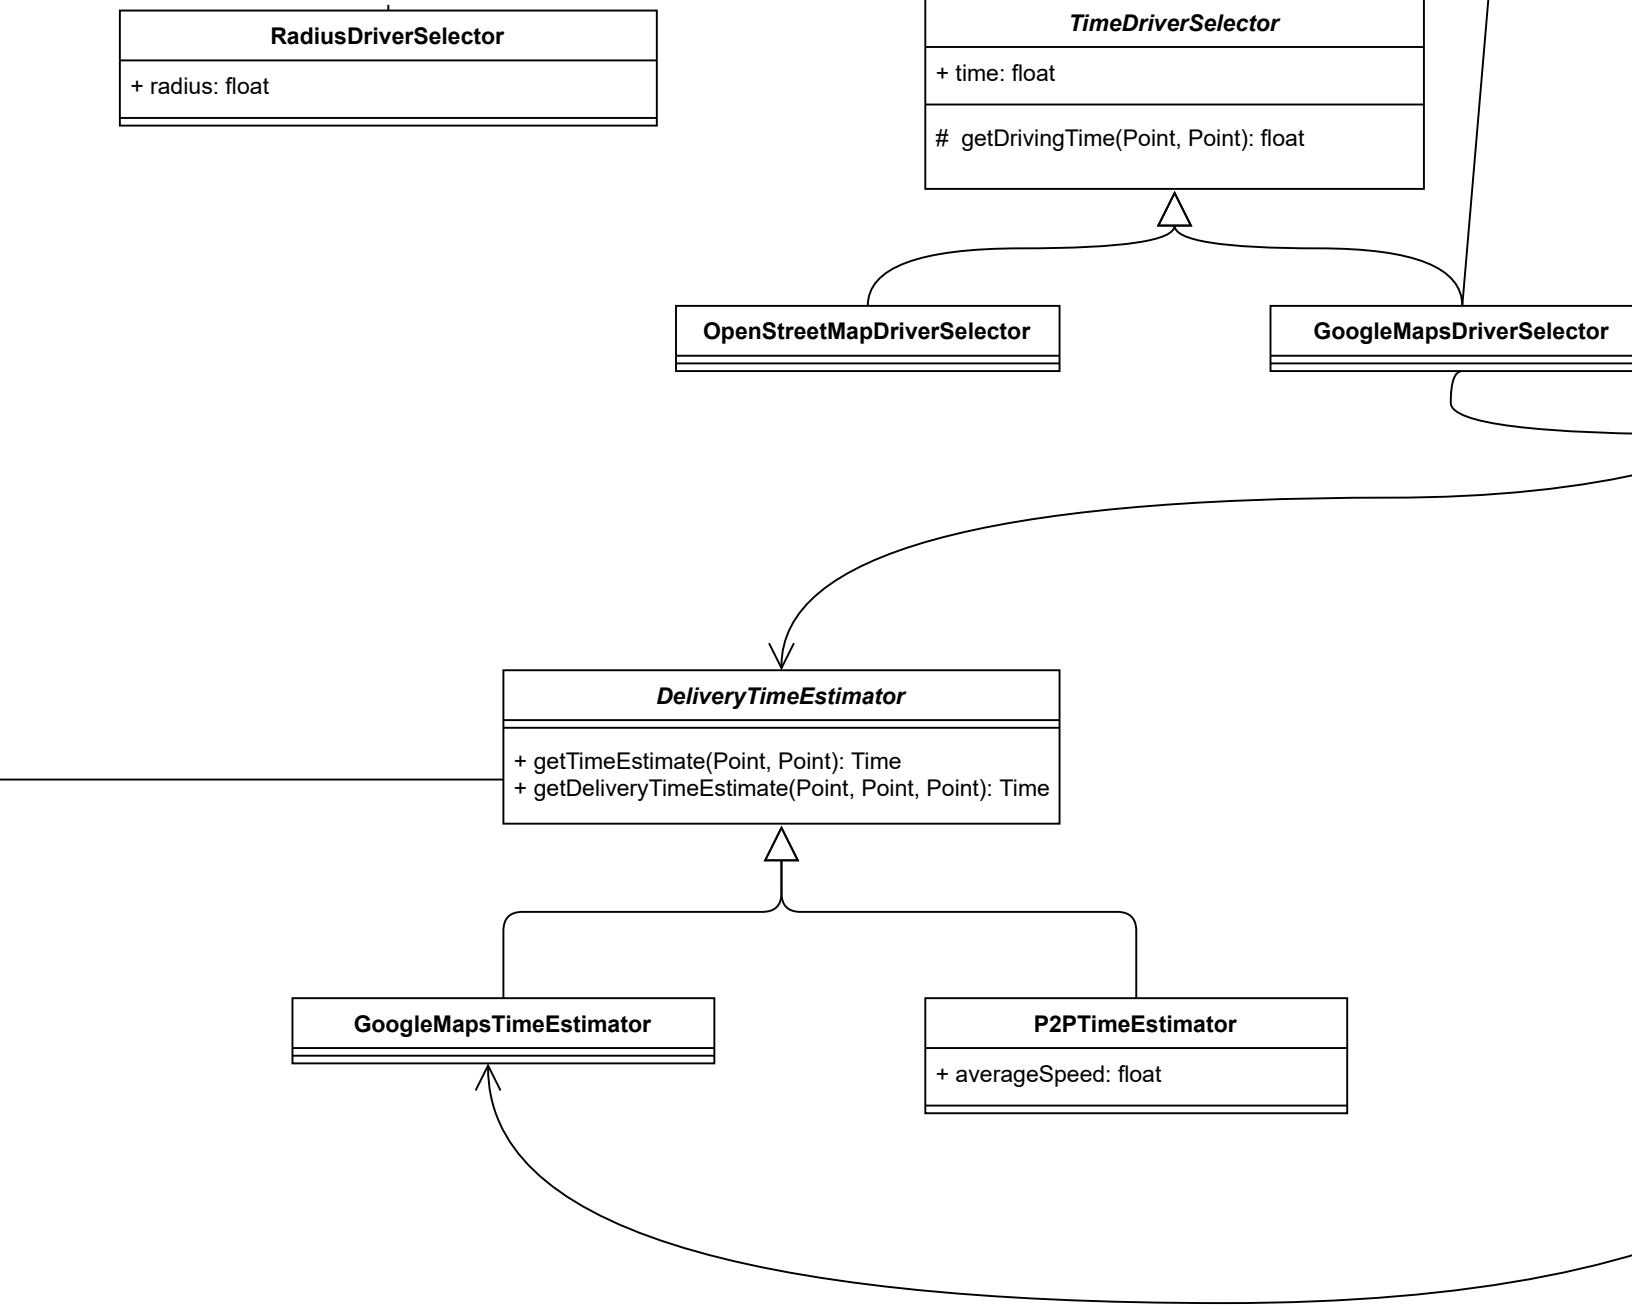 RadiusDriverSelector
+ radius: float
TimeDriverSelector
+ time: float
# getDrivingTime(Point, Point): float
OpenStreetMapDriverSelector
GoogleMapsDriverSelector
DeliveryTimeEstimator
+ getTimeEstimate(Point, Point): Time
+ getDeliveryTimeEstimate(Point, Point, Point): Time
GoogleMapsTimeEstimator
P2PTimeEstimator
+ averageSpeed: float